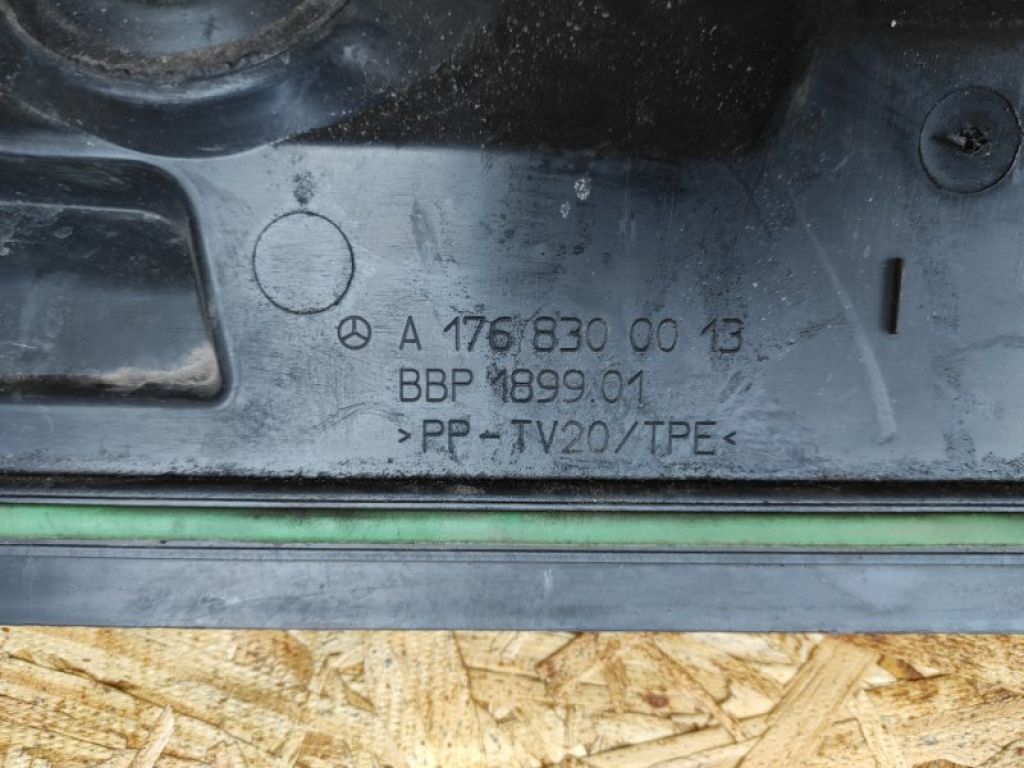 A 176 830 00 13
BBP 1899.01
>PP-TV20/TPE<